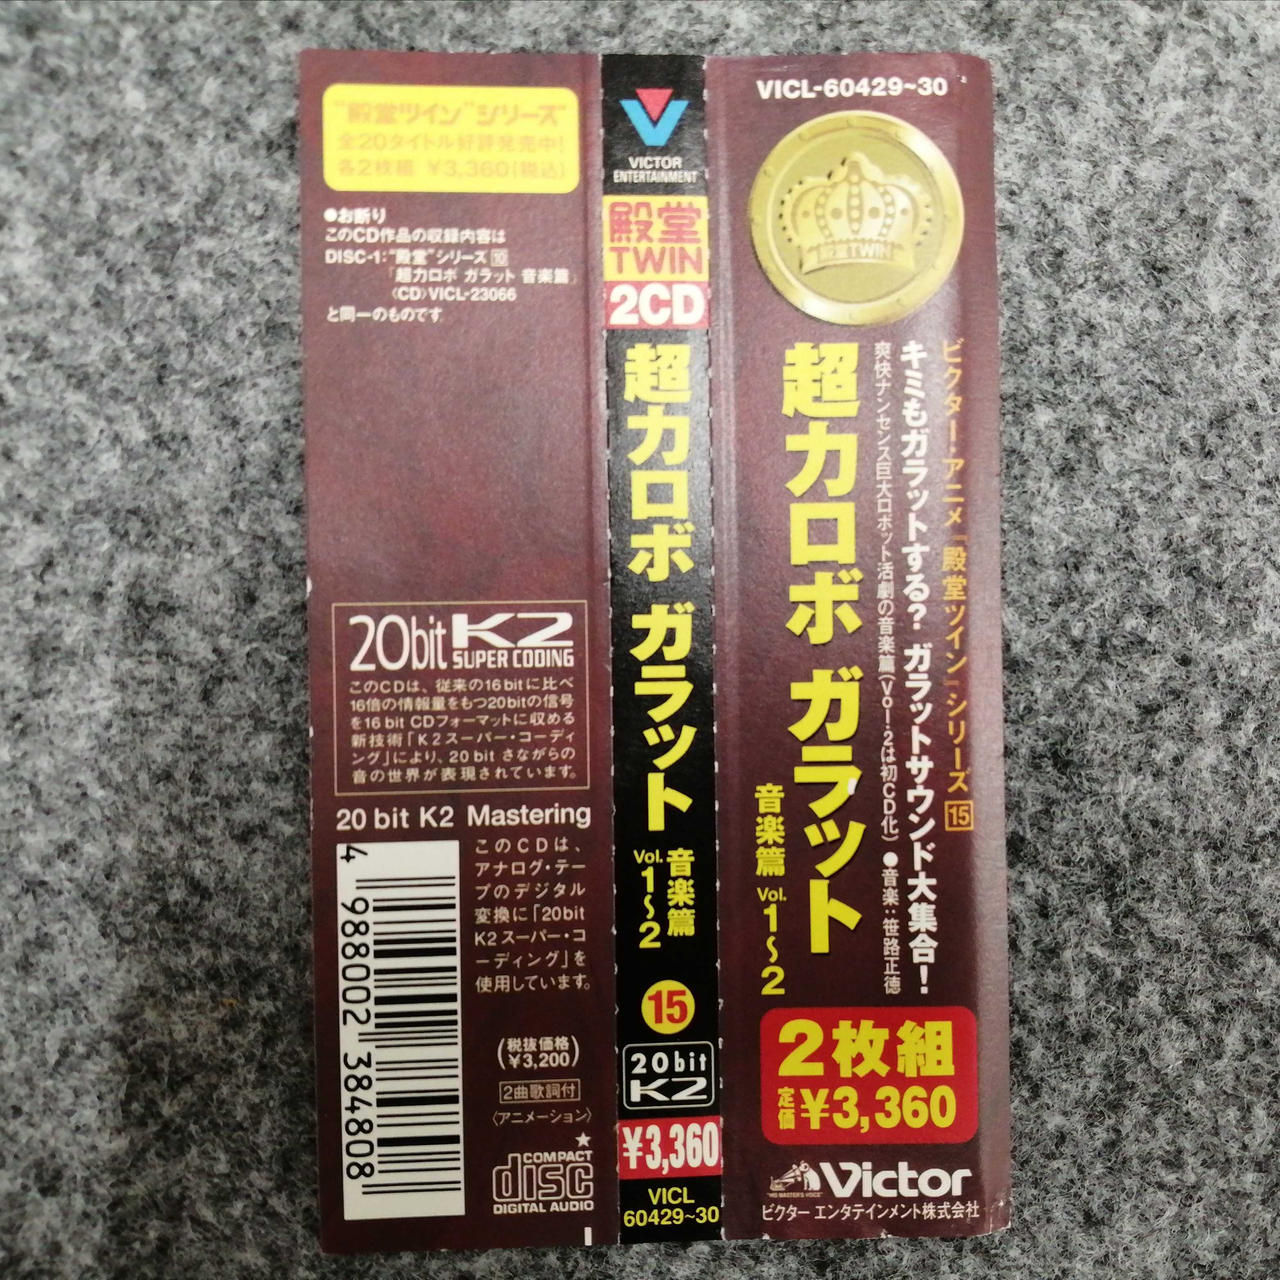 "殿堂ツイン"シリーズ
全20タイトル好評発売中!
各2枚組 ¥3,360(税込)
●お断り
このCD作品の収録内容は
DISC-1:"殿堂"シリーズ10
「超力ロボ ガラット 音楽篇」
〈CD〉VICL-23066
と同一のものです
20bit K2
SUPER CODING
このCDは、従来の16bitに比べ
16倍の情報量をもつ20bitの信号
を16 bit CDフォーマットに収める
新技術「K2スーパー・コーディ
ング」により、20 bit さながらの
音の世界が表現されています。
20 bit K2 Mastering
このCDは、
アナログ・テー
プのデジタル
変換に「20bit
K2スーパー・コ
ーディング」を
使用しています。
4 988002 384808
(税抜価格
¥3,200)
2曲歌詞付
〈アニメーション〉
★
COMPACT
disc
DIGITAL AUDIO
VICTOR
ENTERTAINMENT
殿堂
TWIN
2CD
超力ロボ ガラット
音楽篇
Vol.1〜2
15
20bit
K2
¥3,360
VICL
60429~30
VICL-60429~30
殿堂TWIN
ビクター・アニメ「殿堂ツイン」シリーズ15
キミもガラットする? ガラットサウンド大集合!
爽快ナンセンス巨大ロボット活劇の音楽篇(Vol.2は初CD化) ●音楽:笹路正徳
超力ロボ ガラット
音楽篇 Vol.1〜2
2枚組
定価¥3,360
"HIS MASTER'S VOICE"
Victor
ビクター エンタテインメント株式会社